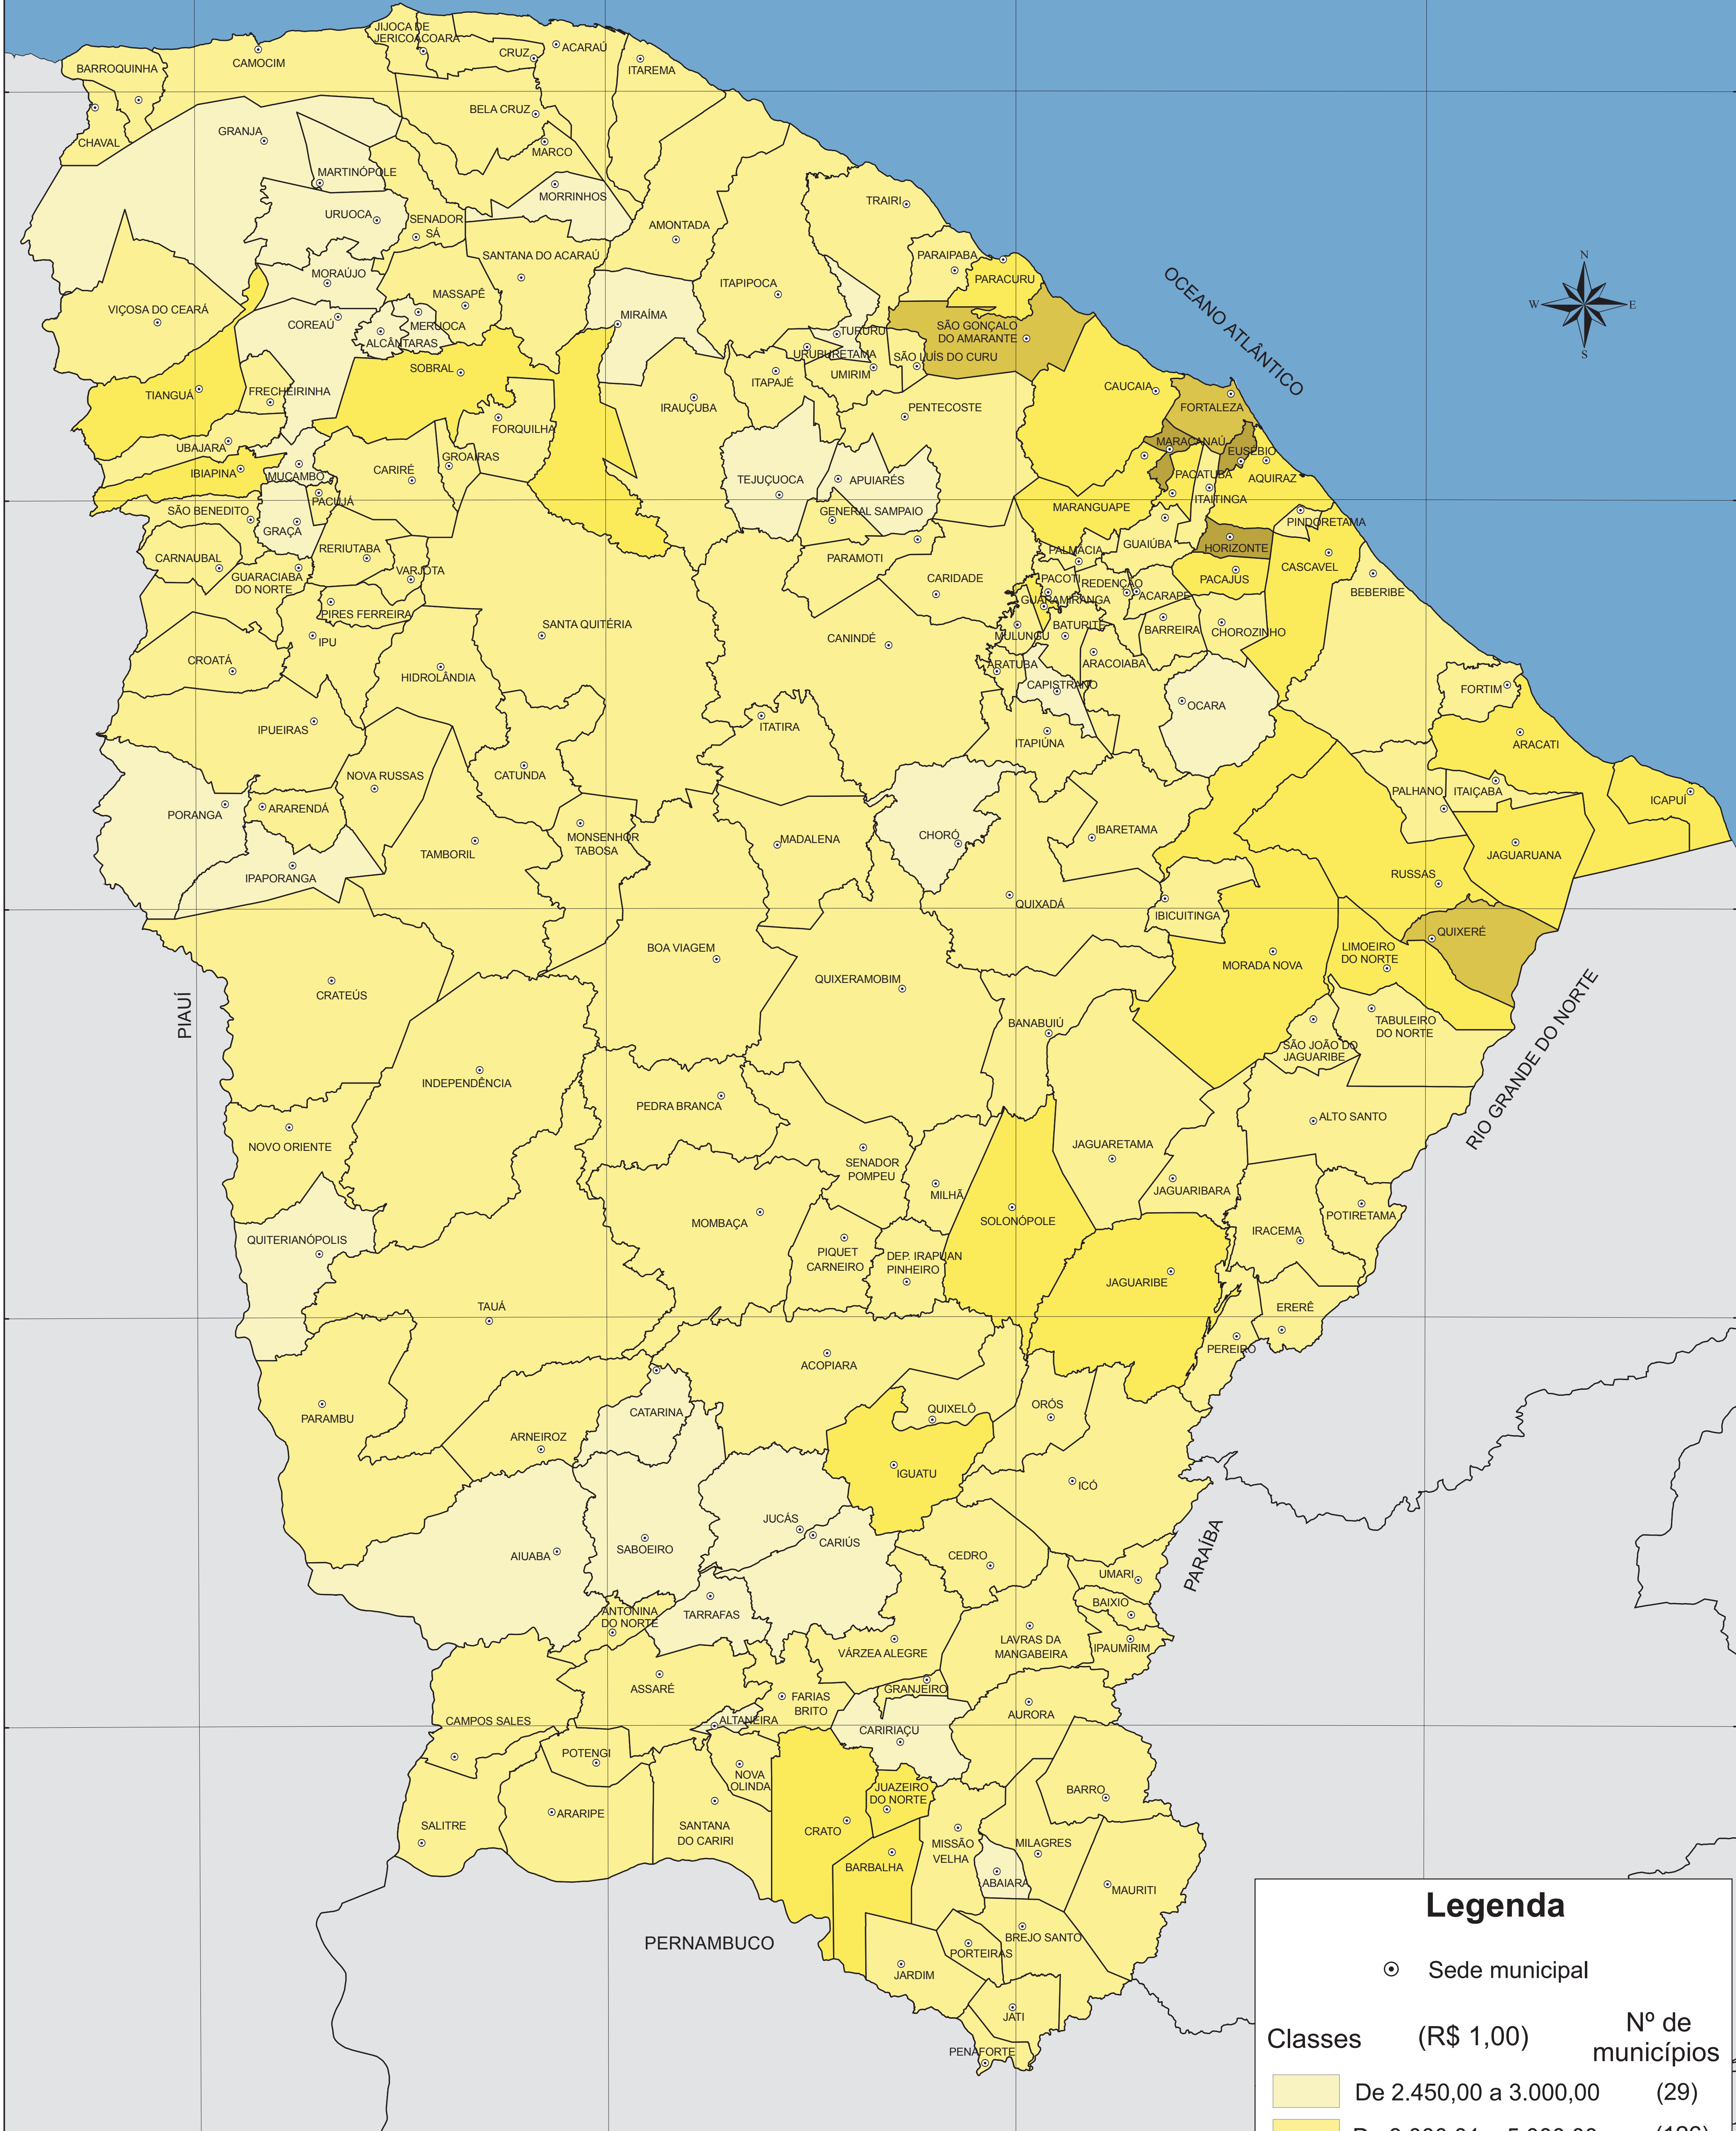 JIJOCA DE
JERICOACOARA
CRUZ
ACARAÚ
ITAREMA
BARROQUINHA
CAMOCIM
BELA CRUZ
CHAVAL
GRANJA
MARCO
MARTINÓPOLE
MORRINHOS
URUOCA
SENADOR
SÁ
AMONTADA
TRAIRI
SANTANA DO ACARAÚ
PARAIPABA
PARACURU
MORAÚJO
ITAPIPOCA
MASSAPÊ
VIÇOSA DO CEARÁ
COREAÚ
MERUOCA
ALCÂNTARAS
MIRAÍMA
TURURU
URUBURETAMA
SÃO GONÇALO
DO AMARANTE
SÃO LUÍS DO CURU
UMIRIM
SOBRAL
ITAPAJÉ
OCEANO ATLÂNTICO
N
W
E
S
TIANGUÁ
FRECHEIRINHA
IRAUÇUBA
PENTECOSTE
CAUCAIA
FORTALEZA
FORQUILHA
UBAJARA
MARACANAÚ
EUSÉBIO
IBIAPINA
MUCAMBO
CARIRÉ
GROAÍRAS
TEJUÇUOCA
APUIARÉS
PACATUBA
AQUIRAZ
ITAITINGA
PACUJÁ
SÃO BENEDITO
GRAÇA
GENERAL SAMPAIO
MARANGUAPE
PINDORETAMA
CARNAUBAL
RERIUTABA
PARAMOTI
PALMÁCIA
GUAIÚBA
HORIZONTE
GUARACIABA
DO NORTE
VARJOTA
CARIDADE
PACOTI
REDENÇÃO
ACARAPE
PACAJUS
CASCAVEL
BEBERIBE
PIRES FERREIRA
GUARAMIRANGA
IPU
SANTA QUITÉRIA
CANINDÉ
MULUNGU
BATURITÉ
BARREIRA
CHOROZINHO
CROATÁ
HIDROLÂNDIA
ARATUBA
ARACOIABA
CAPISTRANO
OCARA
FORTIM
IPUEIRAS
ITATIRA
ITAPIÚNA
ARACATI
NOVA RUSSAS
CATUNDA
PORANGA
ARARENDÁ
PALHANO
ITAIÇABA
ICAPUÍ
TAMBORIL
MONSENHOR
TABOSA
MADALENA
CHORÓ
IBARETAMA
JAGUARUANA
IPAPORANGA
RUSSAS
QUIXADÁ
IBICUITINGA
QUIXERÉ
BOA VIAGEM
QUIXERAMOBIM
MORADA NOVA
LIMOEIRO
DO NORTE
CRATEÚS
PIAUÍ
BANABUIÚ
TABULEIRO
DO NORTE
SÃO JOÃO DO
JAGUARIBE
RIO GRANDE DO NORTE
INDEPENDÊNCIA
PEDRA BRANCA
ALTO SANTO
NOVO ORIENTE
SENADOR
POMPEU
JAGUARETAMA
MILHÃ
JAGUARIBARA
MOMBAÇA
SOLONÓPOLE
POTIRETAMA
IRACEMA
QUITERIANÓPOLIS
PIQUET
CARNEIRO
DEP. IRAPUAN
PINHEIRO
JAGUARIBE
TAUÁ
ERERÊ
PEREIRO
ACOPIARA
PARAMBU
CATARINA
QUIXELÔ
ORÓS
ARNEIROZ
IGUATU
ICÓ
JUCÁS
CARIÚS
SABOEIRO
AIUABA
CEDRO
PARAÍBA
UMARI
ANTONINA
DO NORTE
TARRAFAS
BAIXIO
VÁRZEA ALEGRE
LAVRAS DA
MANGABEIRA
IPAUMIRIM
ASSARÉ
GRANJEIRO
FARIAS
BRITO
AURORA
CAMPOS SALES
ALTANEIRA
CARIRIAÇU
POTENGI
NOVA
OLINDA
JUAZEIRO
DO NORTE
BARRO
ARARIPE
SALITRE
SANTANA
DO CARIRI
CRATO
MISSÃO
VELHA
MILAGRES
BARBALHA
ABAIARA
MAURITI
PERNAMBUCO
BREJO SANTO
PORTEIRAS
JARDIM
JATI
PENAFORTE
Legenda
Sede municipal
Classes (R$ 1,00) Nº de
municípios
De 2.450,00 a 3.000,00 (29)